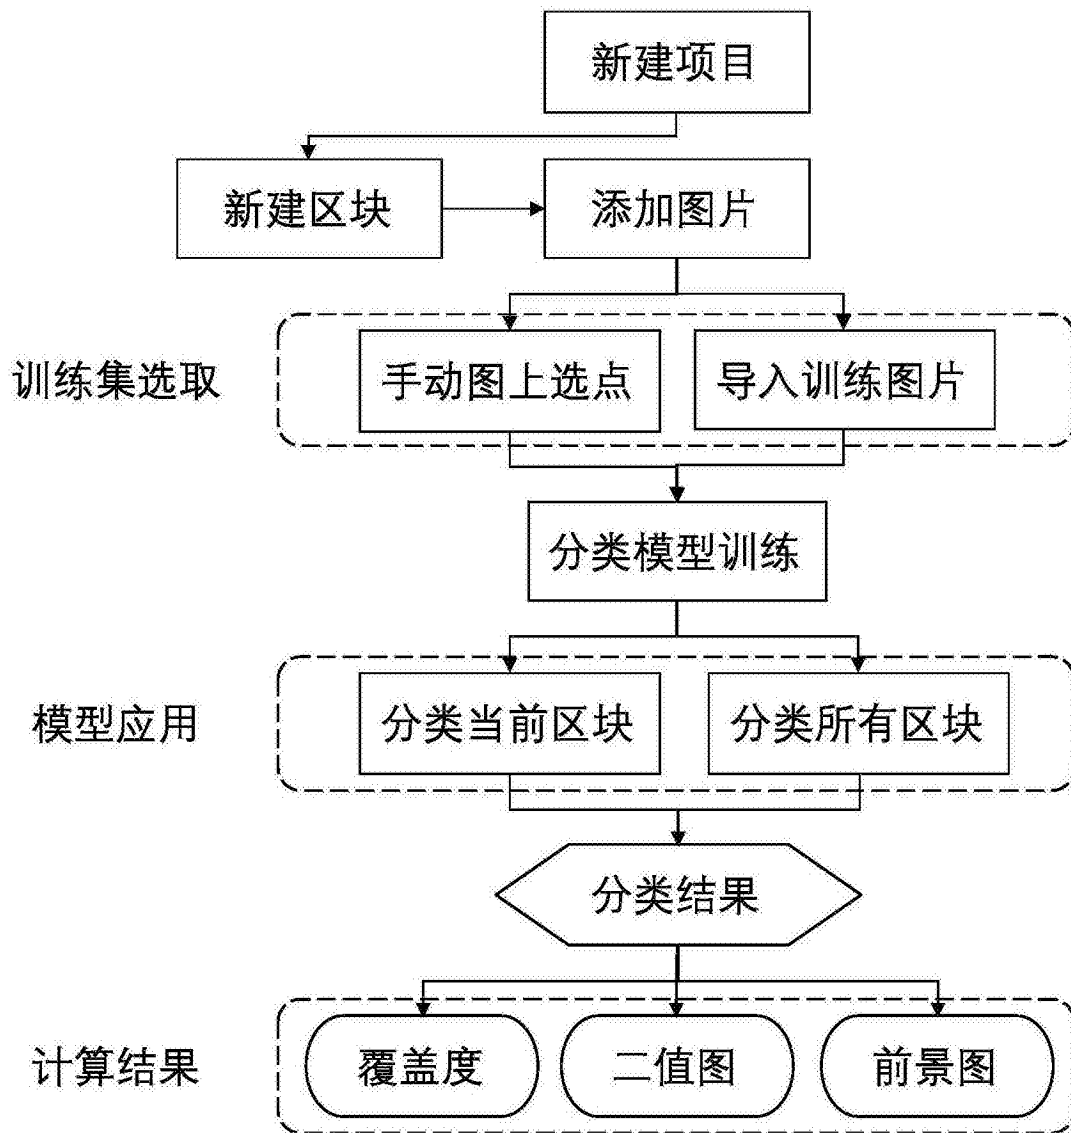 新建项目
新建区块
添加图片
训练集选取
手动图上选点
导入训练图片
分类模型训练
模型应用
分类当前区块
分类所有区块
分类结果
计算结果
覆盖度
二值图
前景图